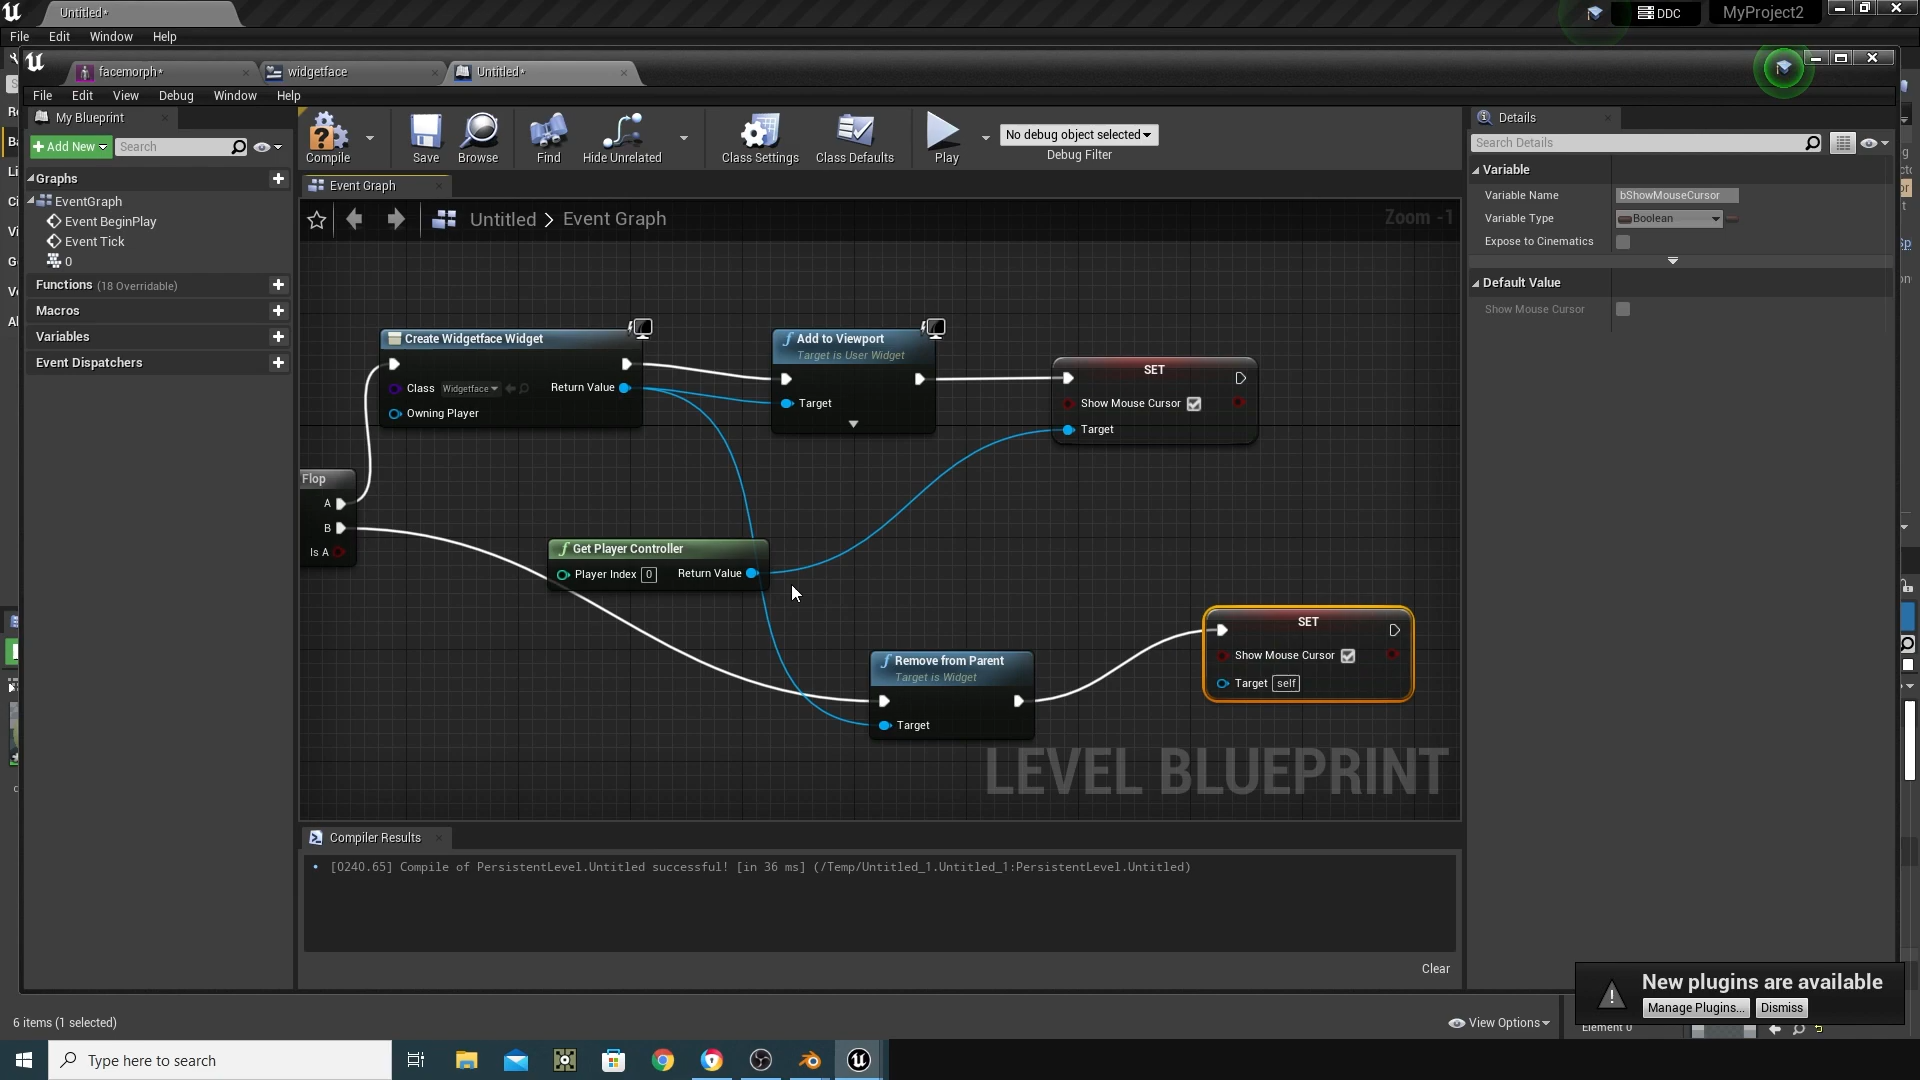 Untitled*
DDC
MyProject2
File Edit Window Help
facemorph*
widgetface
Untitled*
File Edit View Debug Window Help
My Blueprint
Add New
Search
Graphs
EventGraph
Event BeginPlay
Event Tick
0
Functions (18 Overridable)
Macros
Variables
Event Dispatchers
Compile
Save
Browse
Find
Hide Unrelated
Class Settings
Class Defaults
Play
No debug object selected
Debug Filter
Event Graph
Untitled > Event Graph
Zoom -1
Create Widgetface Widget
Class Widgetface
Return Value
Owning Player
Add to Viewport
Target is User Widget
Target
SET
Show Mouse Cursor
Target
Flop
A
B
Is A
Get Player Controller
Player Index 0
Return Value
Remove from Parent
Target is Widget
Target
SET
Show Mouse Cursor
Target self
LEVEL BLUEPRINT
Compiler Results
[0240.65] Compile of PersistentLevel.Untitled successful! [in 36 ms] (/Temp/Untitled_1.Untitled_1:PersistentLevel.Untitled)
Clear
Details
Search Details
Variable
Variable Name bShowMouseCursor
Variable Type Boolean
Expose to Cinematics
Default Value
Show Mouse Cursor
New plugins are available
Manage Plugins...
Dismiss
6 items (1 selected)
View Options
Element 0
Type here to search